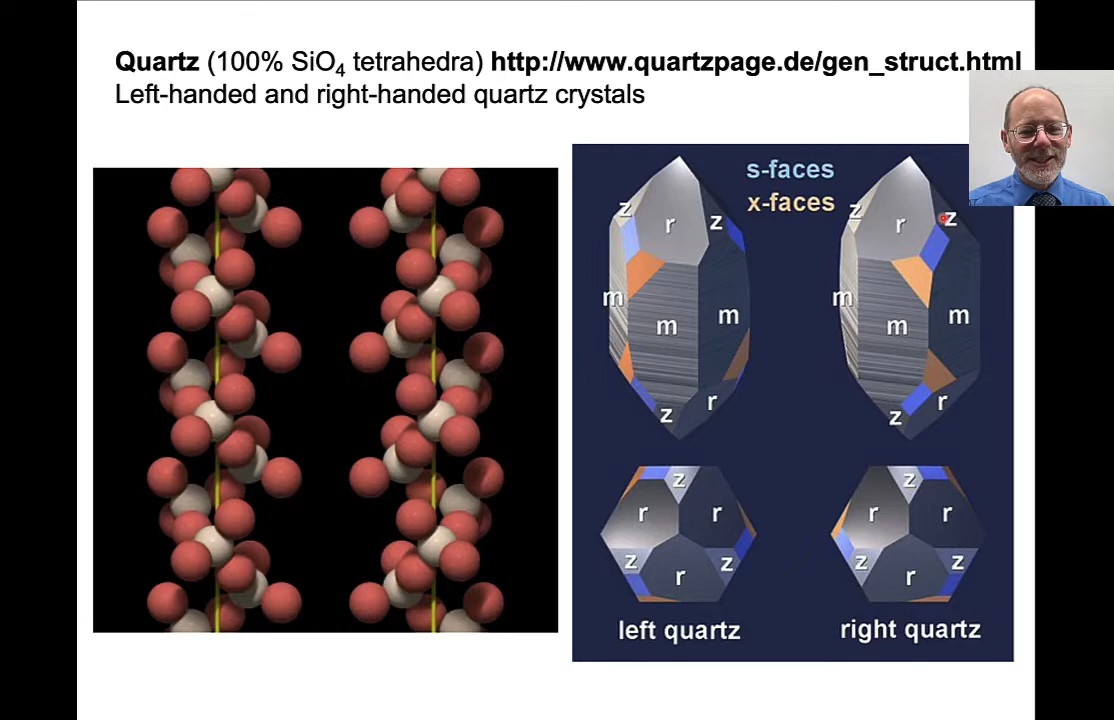 Quartz (100% SiO4 tetrahedra) http://www.quartzpage.de/gen_struct.html
Left-handed and right-handed quartz crystals
s-faces
x-faces
z r z
m m m
z r
z r z
m m m
z r
z
r r
z z
r
z
r r
z z
r
left quartz
right quartz